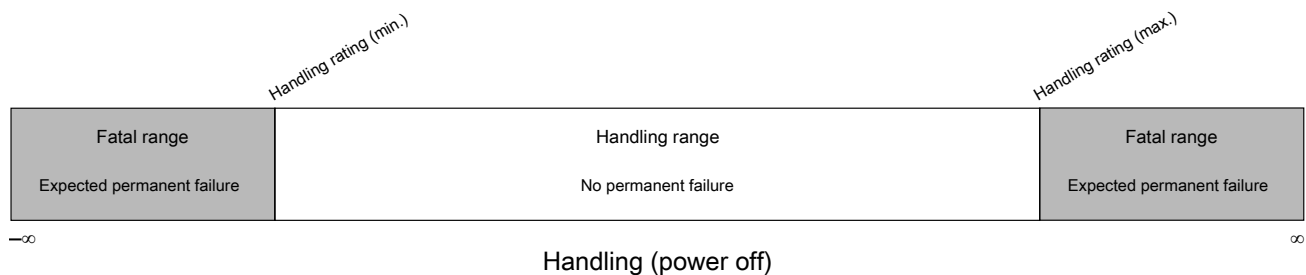 Handling rating (min.)
Handling rating (max.)
Fatal range
Handling range
Fatal range
Expected permanent failure
No permanent failure
Expected permanent failure
–∞
∞
Handling (power off)